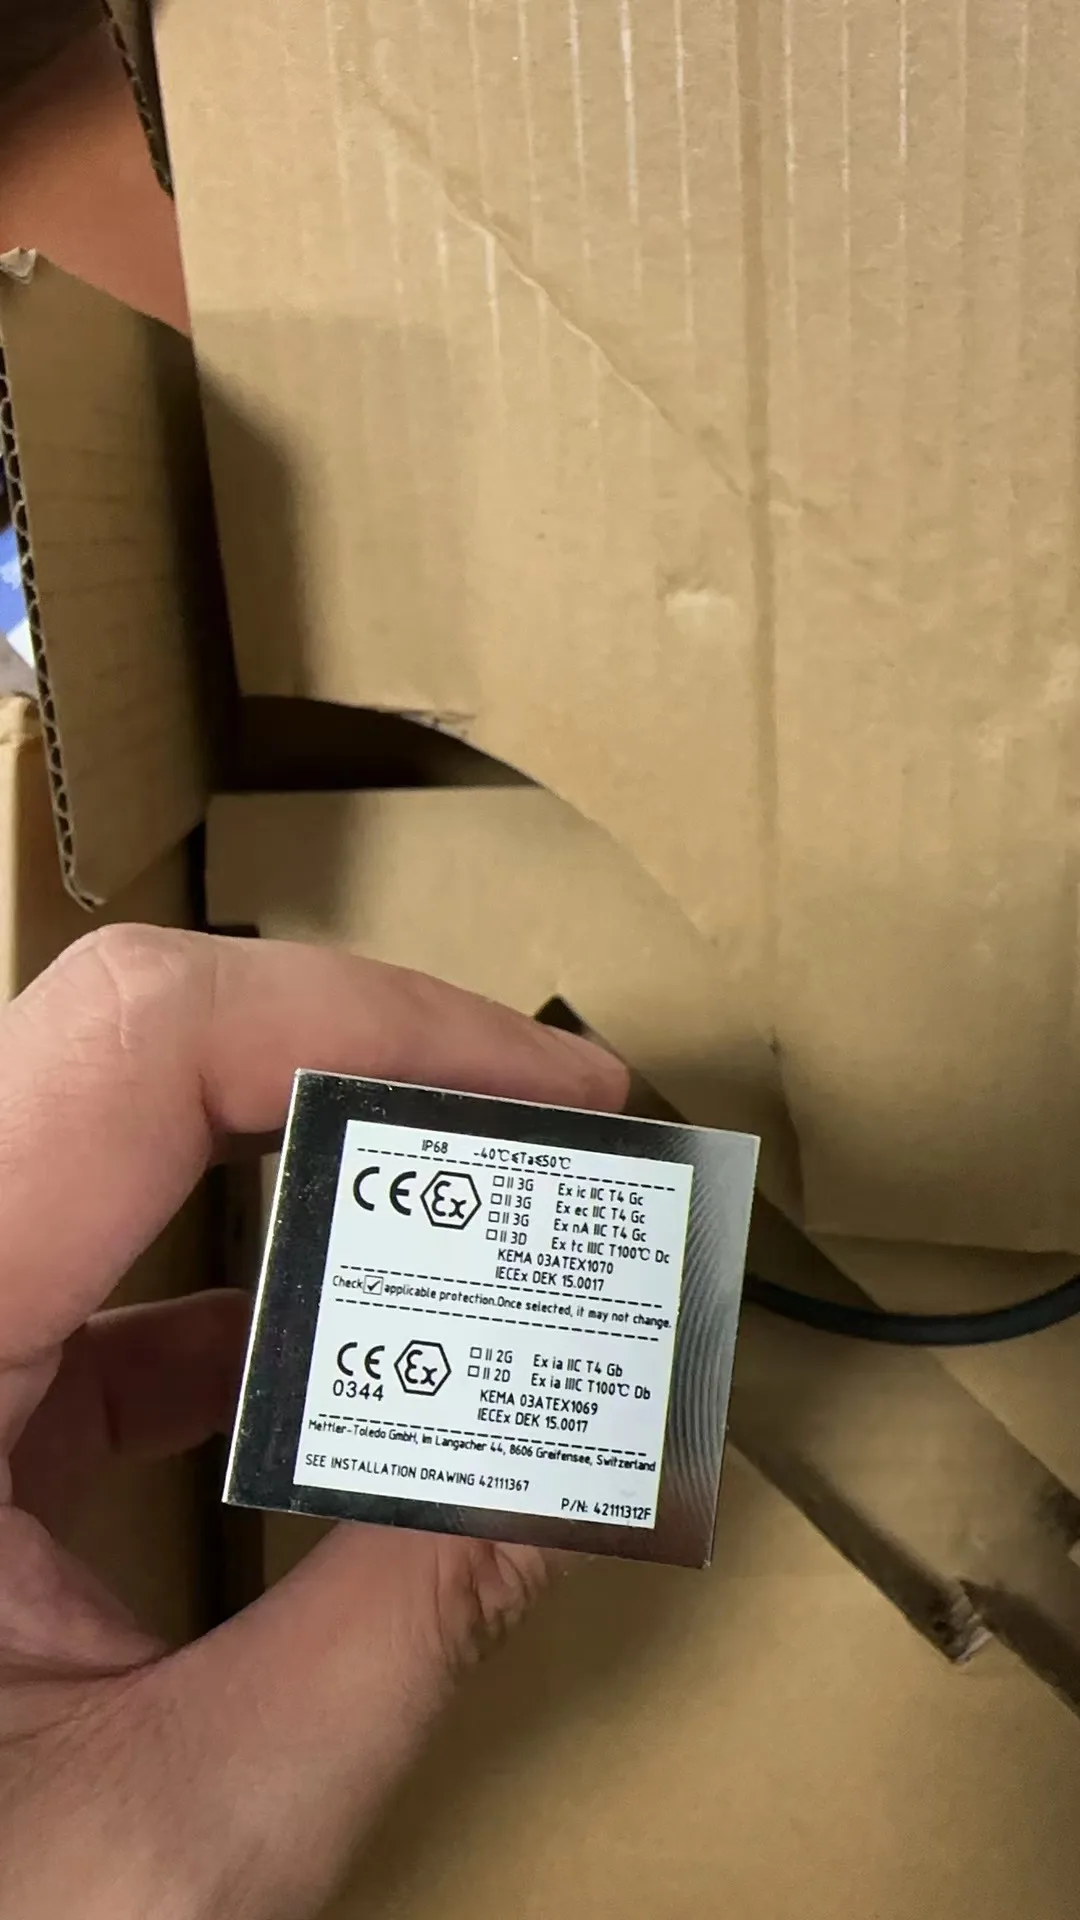 IP68 -40℃≤Ta≤50℃
CE Ex ☐ II 3G Ex ic IIC T4 Gc
☐ II 3G Ex ec IIC T4 Gc
☐ II 3G Ex nA IIC T4 Gc
☐ II 3D Ex tc IIIC T100℃ Dc
KEMA 03ATEX1070
IECEx DEK 15.0017
Check ☑ applicable protection.Once selected, it may not change.
CE Ex ☐ II 2G Ex ia IIC T4 Gb
0344 ☐ II 2D Ex ia IIIC T100℃ Db
KEMA 03ATEX1069
IECEx DEK 15.0017
Mettler-Toledo GmbH, Im Langacher 44, 8606 Greifensee, Switzerland
SEE INSTALLATION DRAWING 42111367
P/N: 42111312F